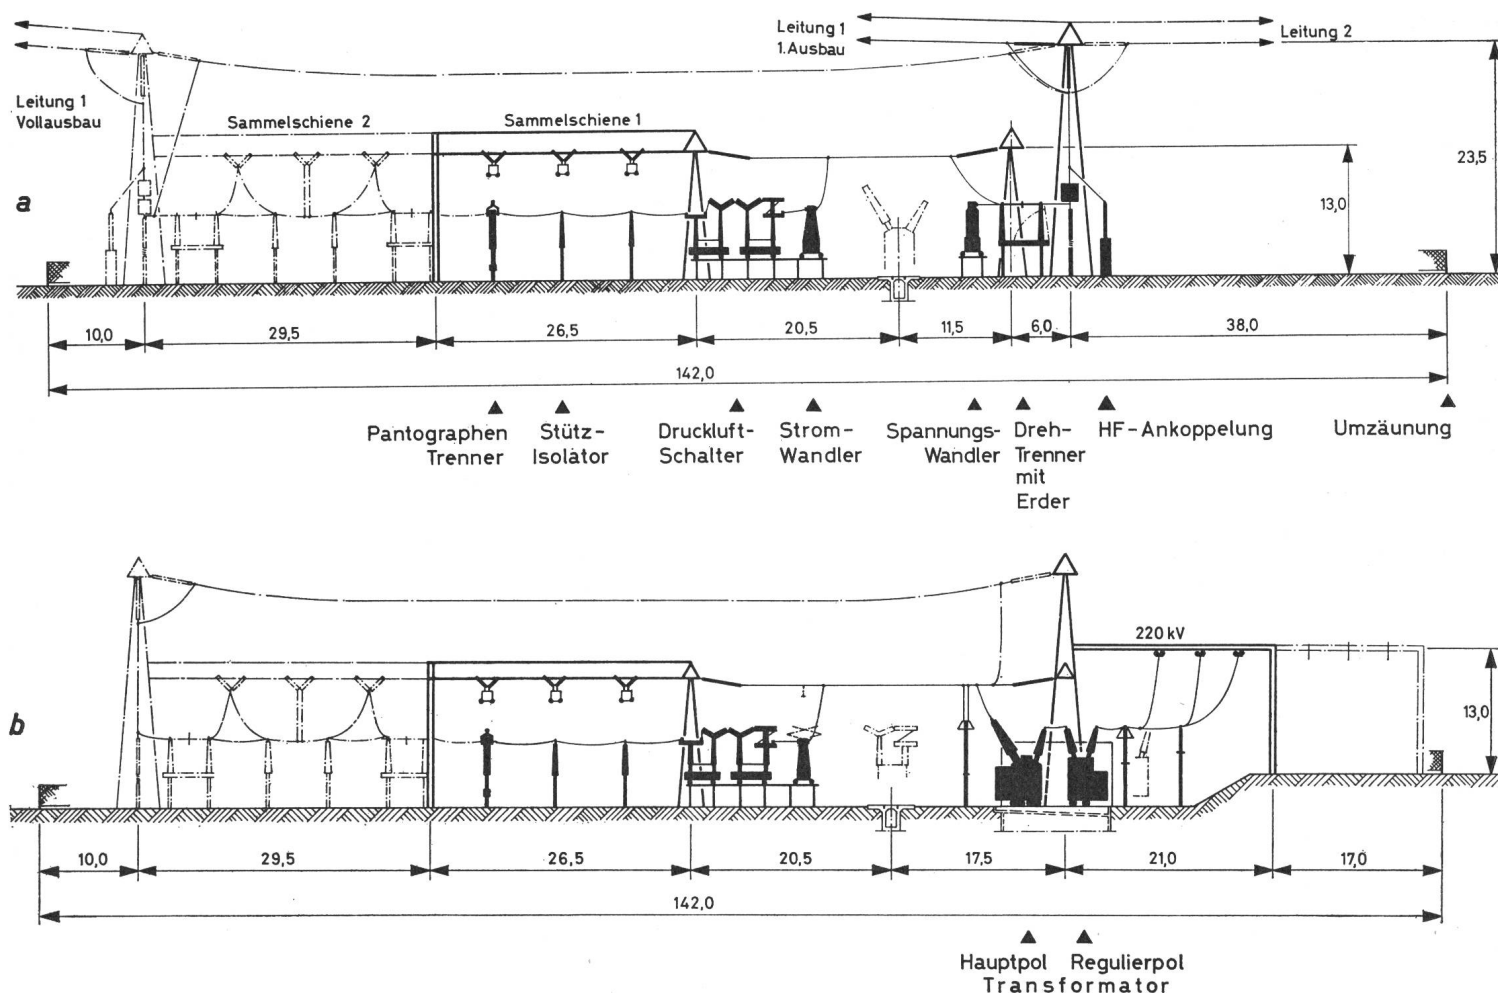 Leitung 1
1.Ausbau
Leitung 2
Leitung 1
Vollausbau
Sammelschiene 2
Sammelschiene 1
a
23,5
13,0
10,0
29,5
26,5
20,5
11,5
6,0
38,0
142,0
Pantographen
Trenner
Stütz-
Isolator
Druckluft-
Schalter
Strom-
Wandler
Spannungs-
Wandler
Dreh-
Trenner
mit
Erder
HF-Ankoppelung
Umzäunung
220 kV
b
13,0
10,0
29,5
26,5
20,5
17,5
21,0
17,0
142,0
Hauptpol
Regulierpol
Transformator